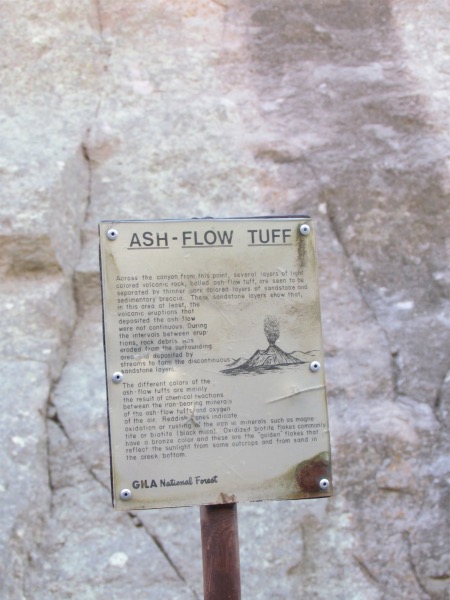 ASH-FLOW TUFF
Across the canyon from this point, several layers of light
colored volcanic rock, called ash-flow tuff, are seen to be
separated by thinner dark colored layers of sandstone and
sedimentary breccia. These sandstone layers show that,
in this area at least, the
volcanic eruptions that
deposited the ash-flow
were not continuous. During
the intervals between erup
tions, rock debris was
eroded from the surrounding
area and deposited by
streams to form the discontinuous
sandstone layers.
The different colors of the
ash-flow tuffs are mainly
the result of chemical reactions
between the iron-bearing minerals
of the ash-flow tuffs and oxygen
of the air. Reddish zones indicate
oxidation or rusting of the iron in minerals such as magne
tite or biotite (black mica). Oxidized biotite flakes commonly
have a bronze color and these are the "golden" flakes that
reflect the sunlight from some outcrops and from sand in
the creek bottom.
GILA National Forest